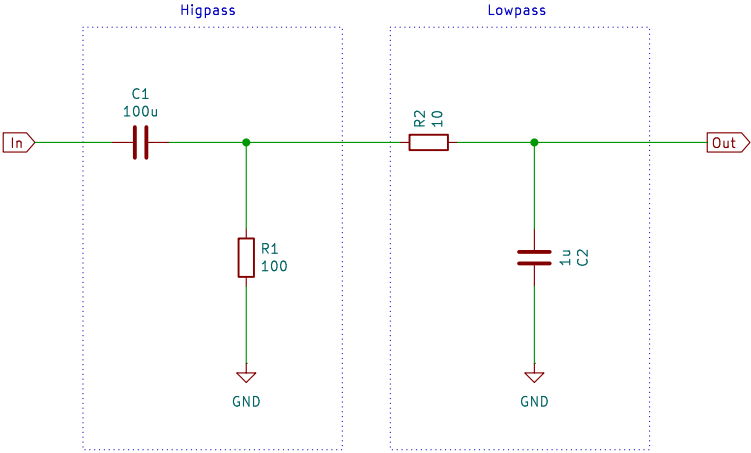 Higpass
Lowpass
C1
100u
R2
10
In
Out
R1
100
1u
C2
GND
GND